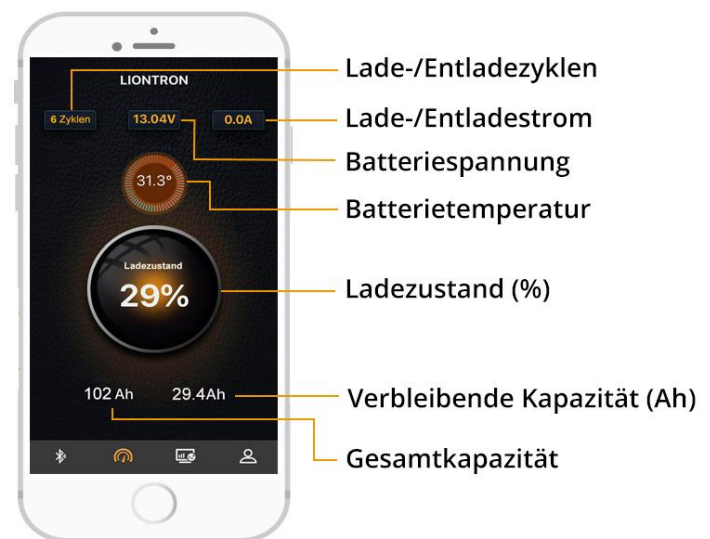 LIONTRON
6 Zyklen
13.04V
0.0A
31.3°
Ladezustand
29%
102 Ah
29.4Ah
Lade-/Entladezyklen
Lade-/Entladestrom
Batteriespannung
Batterietemperatur
Ladezustand (%)
Verbleibende Kapazität (Ah)
Gesamtkapazität